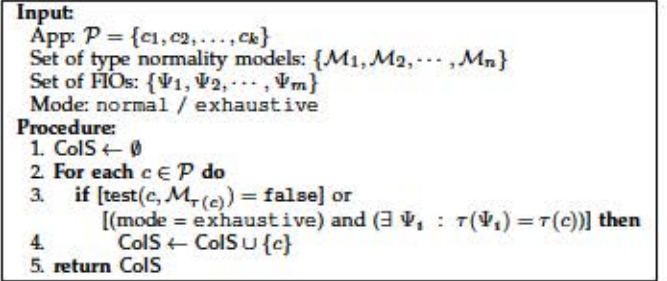 Input:
App: 𝒫 = {c₁, c₂, . . . , cₖ}
Set of type normality models: {ℳ₁, ℳ₂, ⋯ , ℳₙ}
Set of FIOs: {Ψ₁, Ψ₂, ⋯ , Ψₘ}
Mode: normal / exhaustive
Procedure:
1. ColS ← ∅
2. For each c ∈ 𝒫 do
3. if [test(c, ℳ_τ(c)) = false] or
[(mode = exhaustive) and (∃ Ψᵢ : τ(Ψᵢ) = τ(c))] then
4. ColS ← ColS ∪ {c}
5. return ColS